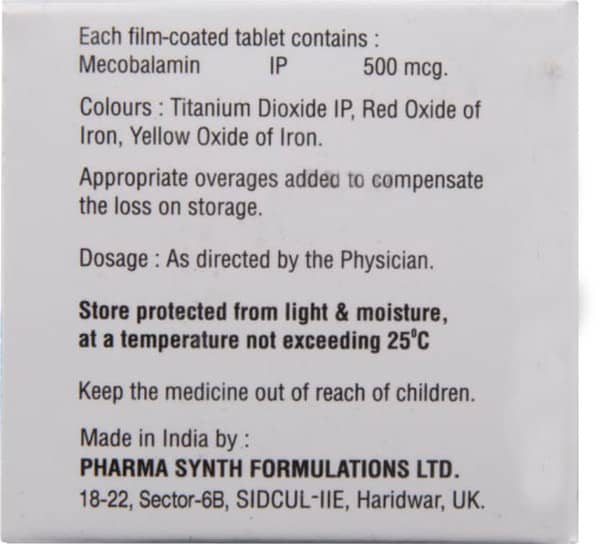 Each film-coated tablet contains :
Mecobalamin IP 500 mcg.
Colours : Titanium Dioxide IP, Red Oxide of
Iron, Yellow Oxide of Iron.
Appropriate overages added to compensate
the loss on storage.
Dosage : As directed by the Physician.
Store protected from light & moisture,
at a temperature not exceeding 25⁰C
Keep the medicine out of reach of children.
Made in India by :
PHARMA SYNTH FORMULATIONS LTD.
18-22, Sector-6B, SIDCUL-IIE, Haridwar, UK.